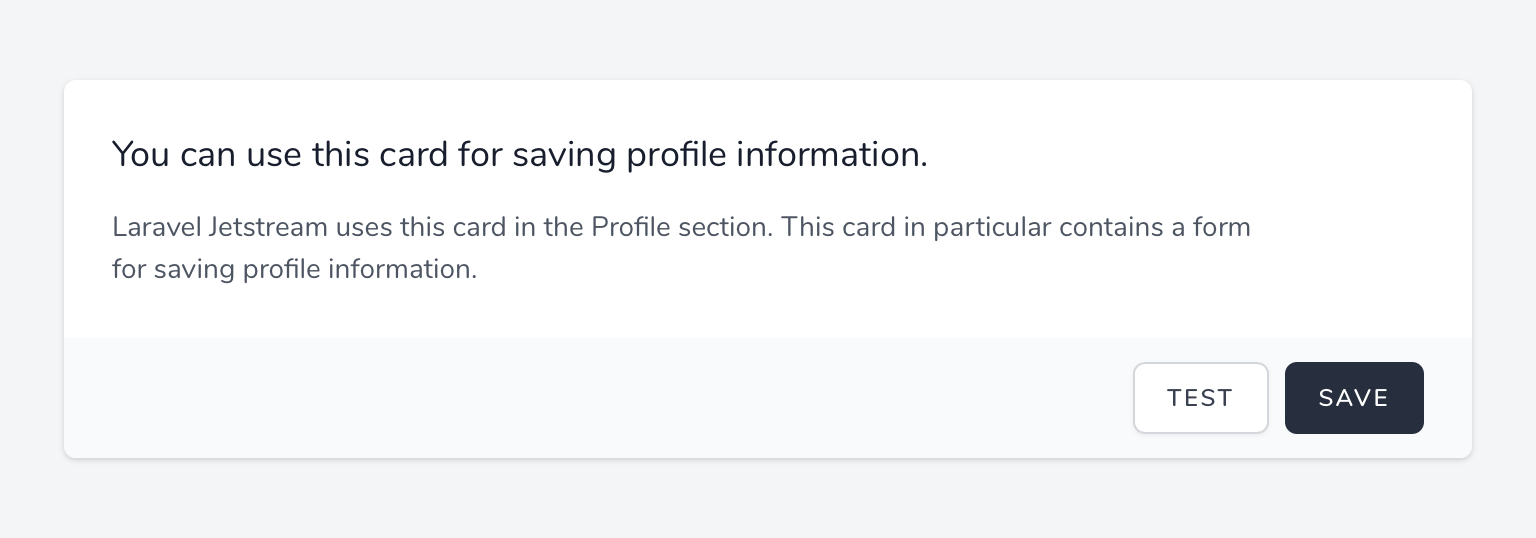 You can use this card for saving profile information.
Laravel Jetstream uses this card in the Profile section. This card in particular contains a form
for saving profile information.
TEST
SAVE